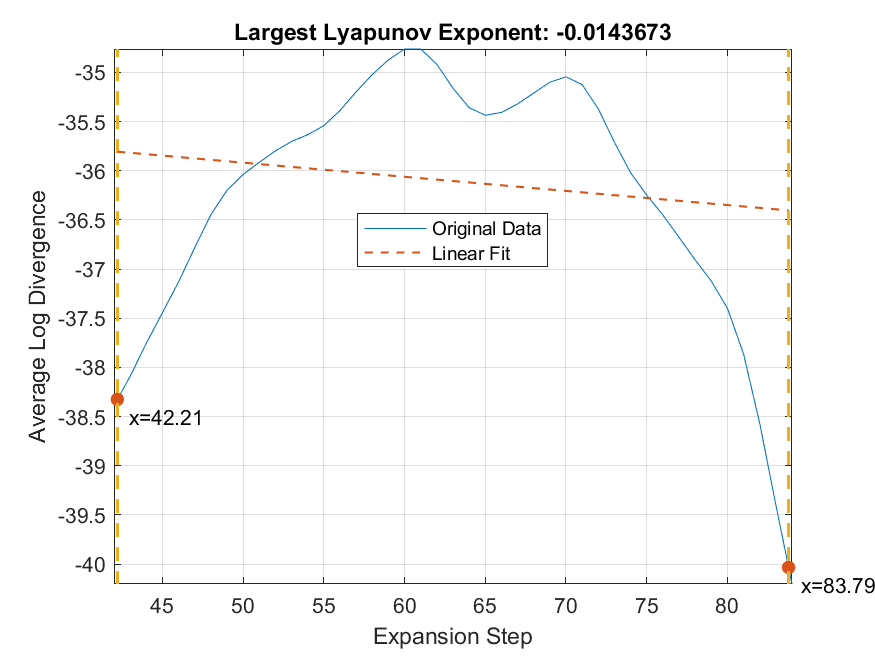 Largest Lyapunov Exponent: -0.0143673
-35
-35.5
-36
-36.5
-37
-37.5
-38
-38.5
-39
-39.5
-40
Average Log Divergence
Original Data
Linear Fit
x=42.21
x=83.79
45 50 55 60 65 70 75 80
Expansion Step